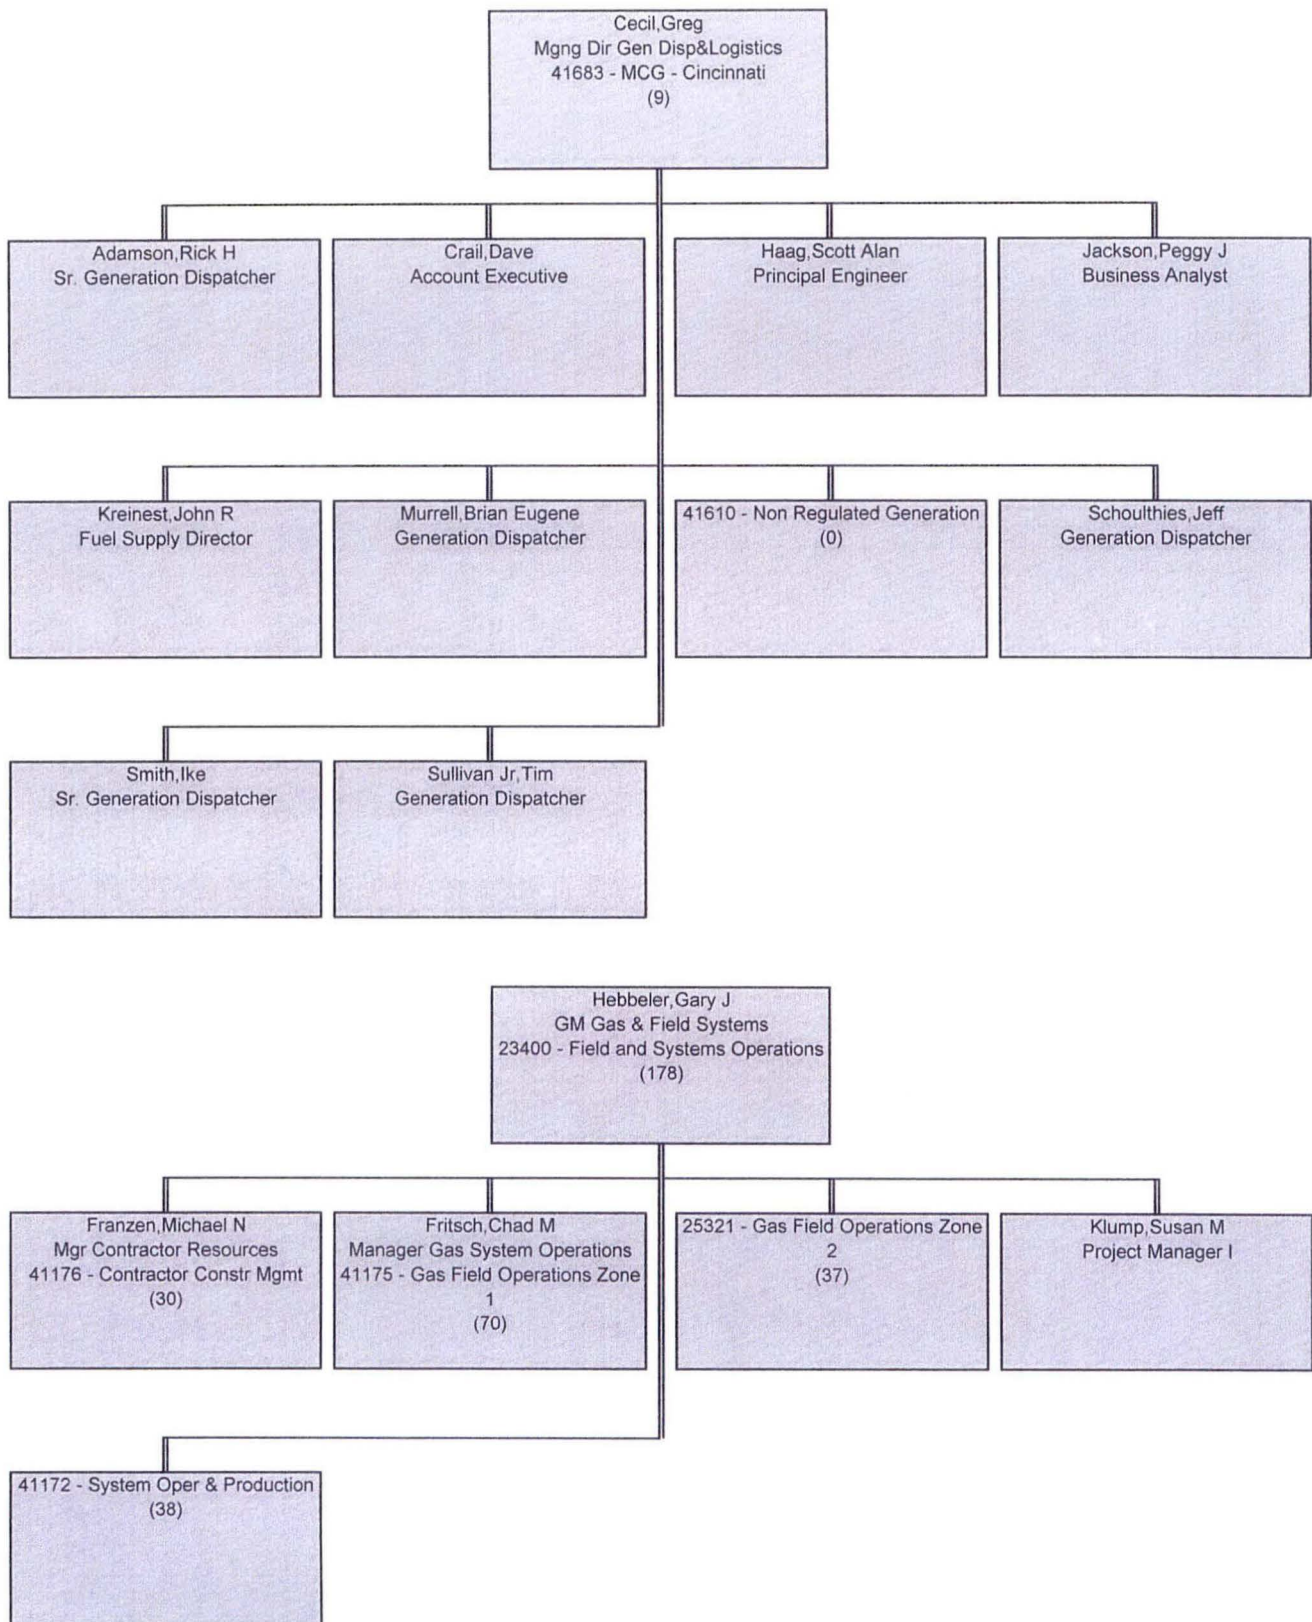 Cecil,Greg
Mgng Dir Gen Disp&Logistics
41683 - MCG - Cincinnati
(9)
Adamson,Rick H
Sr. Generation Dispatcher
Crail,Dave
Account Executive
Haag,Scott Alan
Principal Engineer
Jackson,Peggy J
Business Analyst
Kreinest,John R
Fuel Supply Director
Murrell,Brian Eugene
Generation Dispatcher
41610 - Non Regulated Generation
(0)
Schoulthies,Jeff
Generation Dispatcher
Smith,Ike
Sr. Generation Dispatcher
Sullivan Jr,Tim
Generation Dispatcher
Hebbeler,Gary J
GM Gas & Field Systems
23400 - Field and Systems Operations
(178)
Franzen,Michael N
Mgr Contractor Resources
41176 - Contractor Constr Mgmt
(30)
Fritsch,Chad M
Manager Gas System Operations
41175 - Gas Field Operations Zone
1
(70)
25321 - Gas Field Operations Zone
2
(37)
Klump,Susan M
Project Manager I
41172 - System Oper & Production
(38)